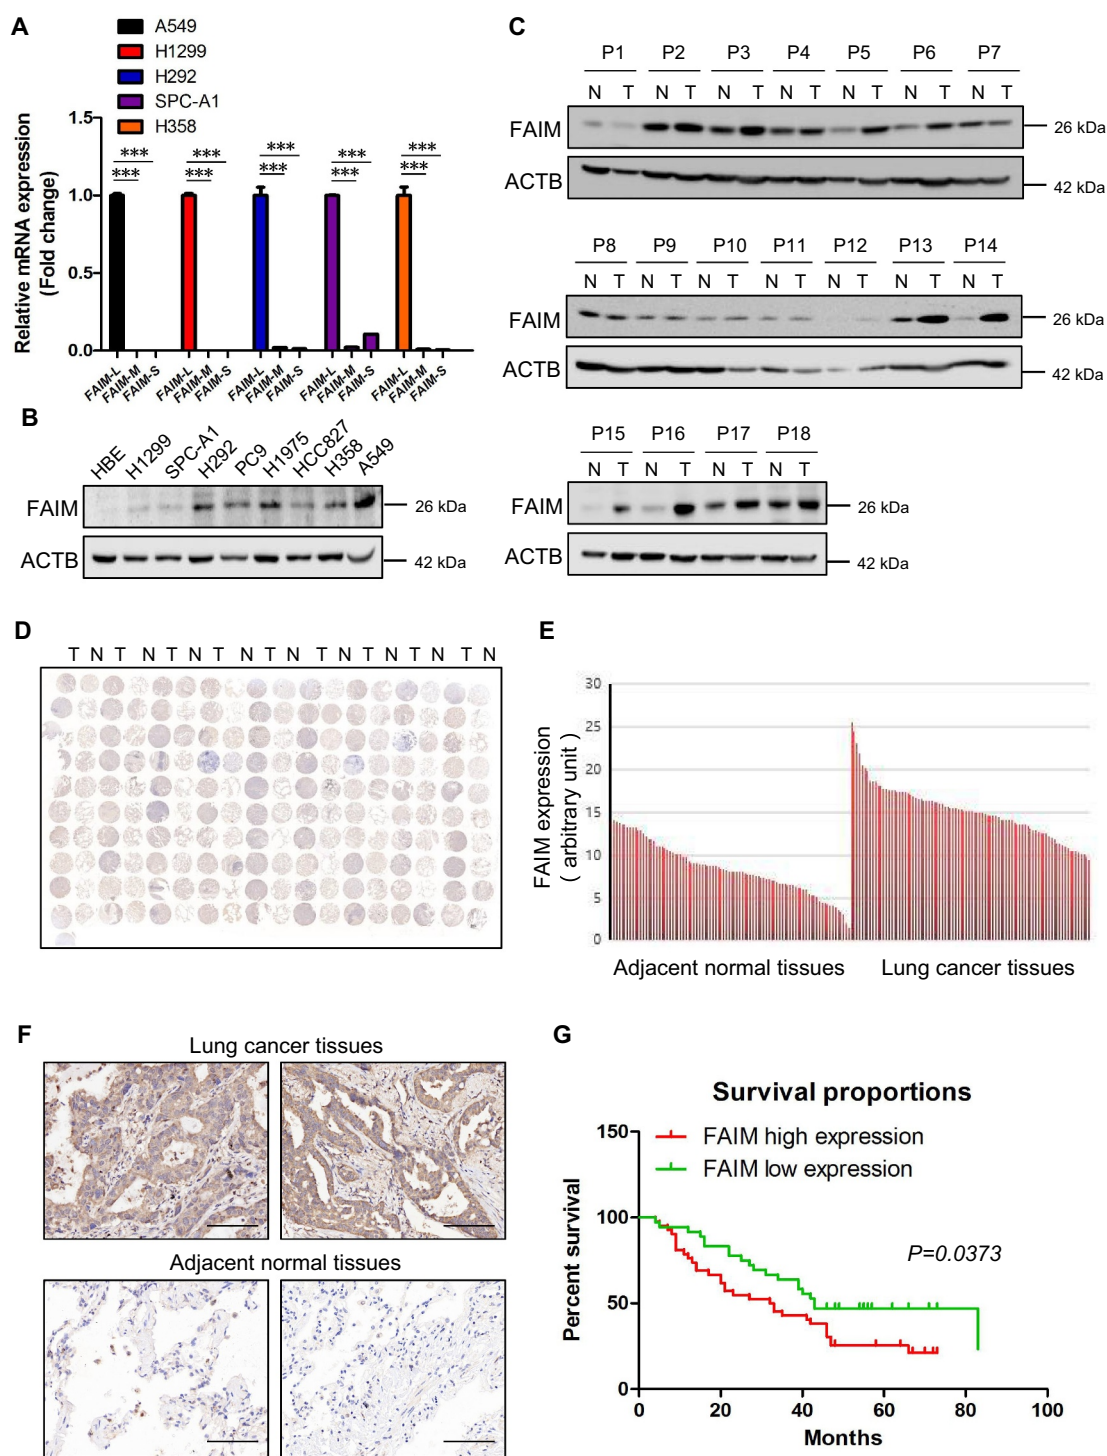 A
A549
H1299
H292
SPC-A1
H358
Relative mRNA expression
(Fold change)
1.5
1.0
0.5
0.0
*** *** *** *** ***
*** *** *** *** ***
FAIM-L FAIM-M FAIM-S FAIM-L FAIM-M FAIM-S FAIM-L FAIM-M FAIM-S FAIM-L FAIM-M FAIM-S FAIM-L FAIM-M FAIM-S
B
HBE H1299 SPC-A1 H292 PC9 H1975 HCC827 H358 A549
FAIM 26 kDa
ACTB 42 kDa
C
P1 P2 P3 P4 P5 P6 P7
N T N T N T N T N T N T N T
FAIM 26 kDa
ACTB 42 kDa
P8 P9 P10 P11 P12 P13 P14
N T N T N T N T N T N T N T
FAIM 26 kDa
ACTB 42 kDa
P15 P16 P17 P18
N T N T N T N T
FAIM 26 kDa
ACTB 42 kDa
D
T N T N T N T N T N T N T N T N T N
E
FAIM expression
( arbitrary unit )
30
25
20
15
10
5
0
Adjacent normal tissues Lung cancer tissues
F
Lung cancer tissues
Adjacent normal tissues
G
Survival proportions
FAIM high expression
FAIM low expression
P=0.0373
Percent survival
150
100
50
0
0 20 40 60 80 100
Months